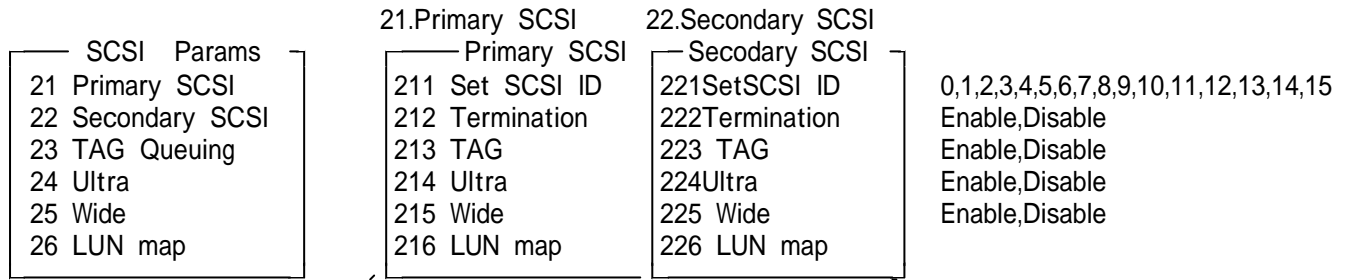 21.Primary SCSI 22.Secondary SCSI
SCSI Params Primary SCSI Secodary SCSI
21 Primary SCSI 211 Set SCSI ID 221SetSCSI ID 0,1,2,3,4,5,6,7,8,9,10,11,12,13,14,15
22 Secondary SCSI 212 Termination 222Termination Enable,Disable
23 TAG Queuing 213 TAG 223 TAG Enable,Disable
24 Ultra 214 Ultra 224Ultra Enable,Disable
25 Wide 215 Wide 225 Wide Enable,Disable
26 LUN map 216 LUN map 226 LUN map